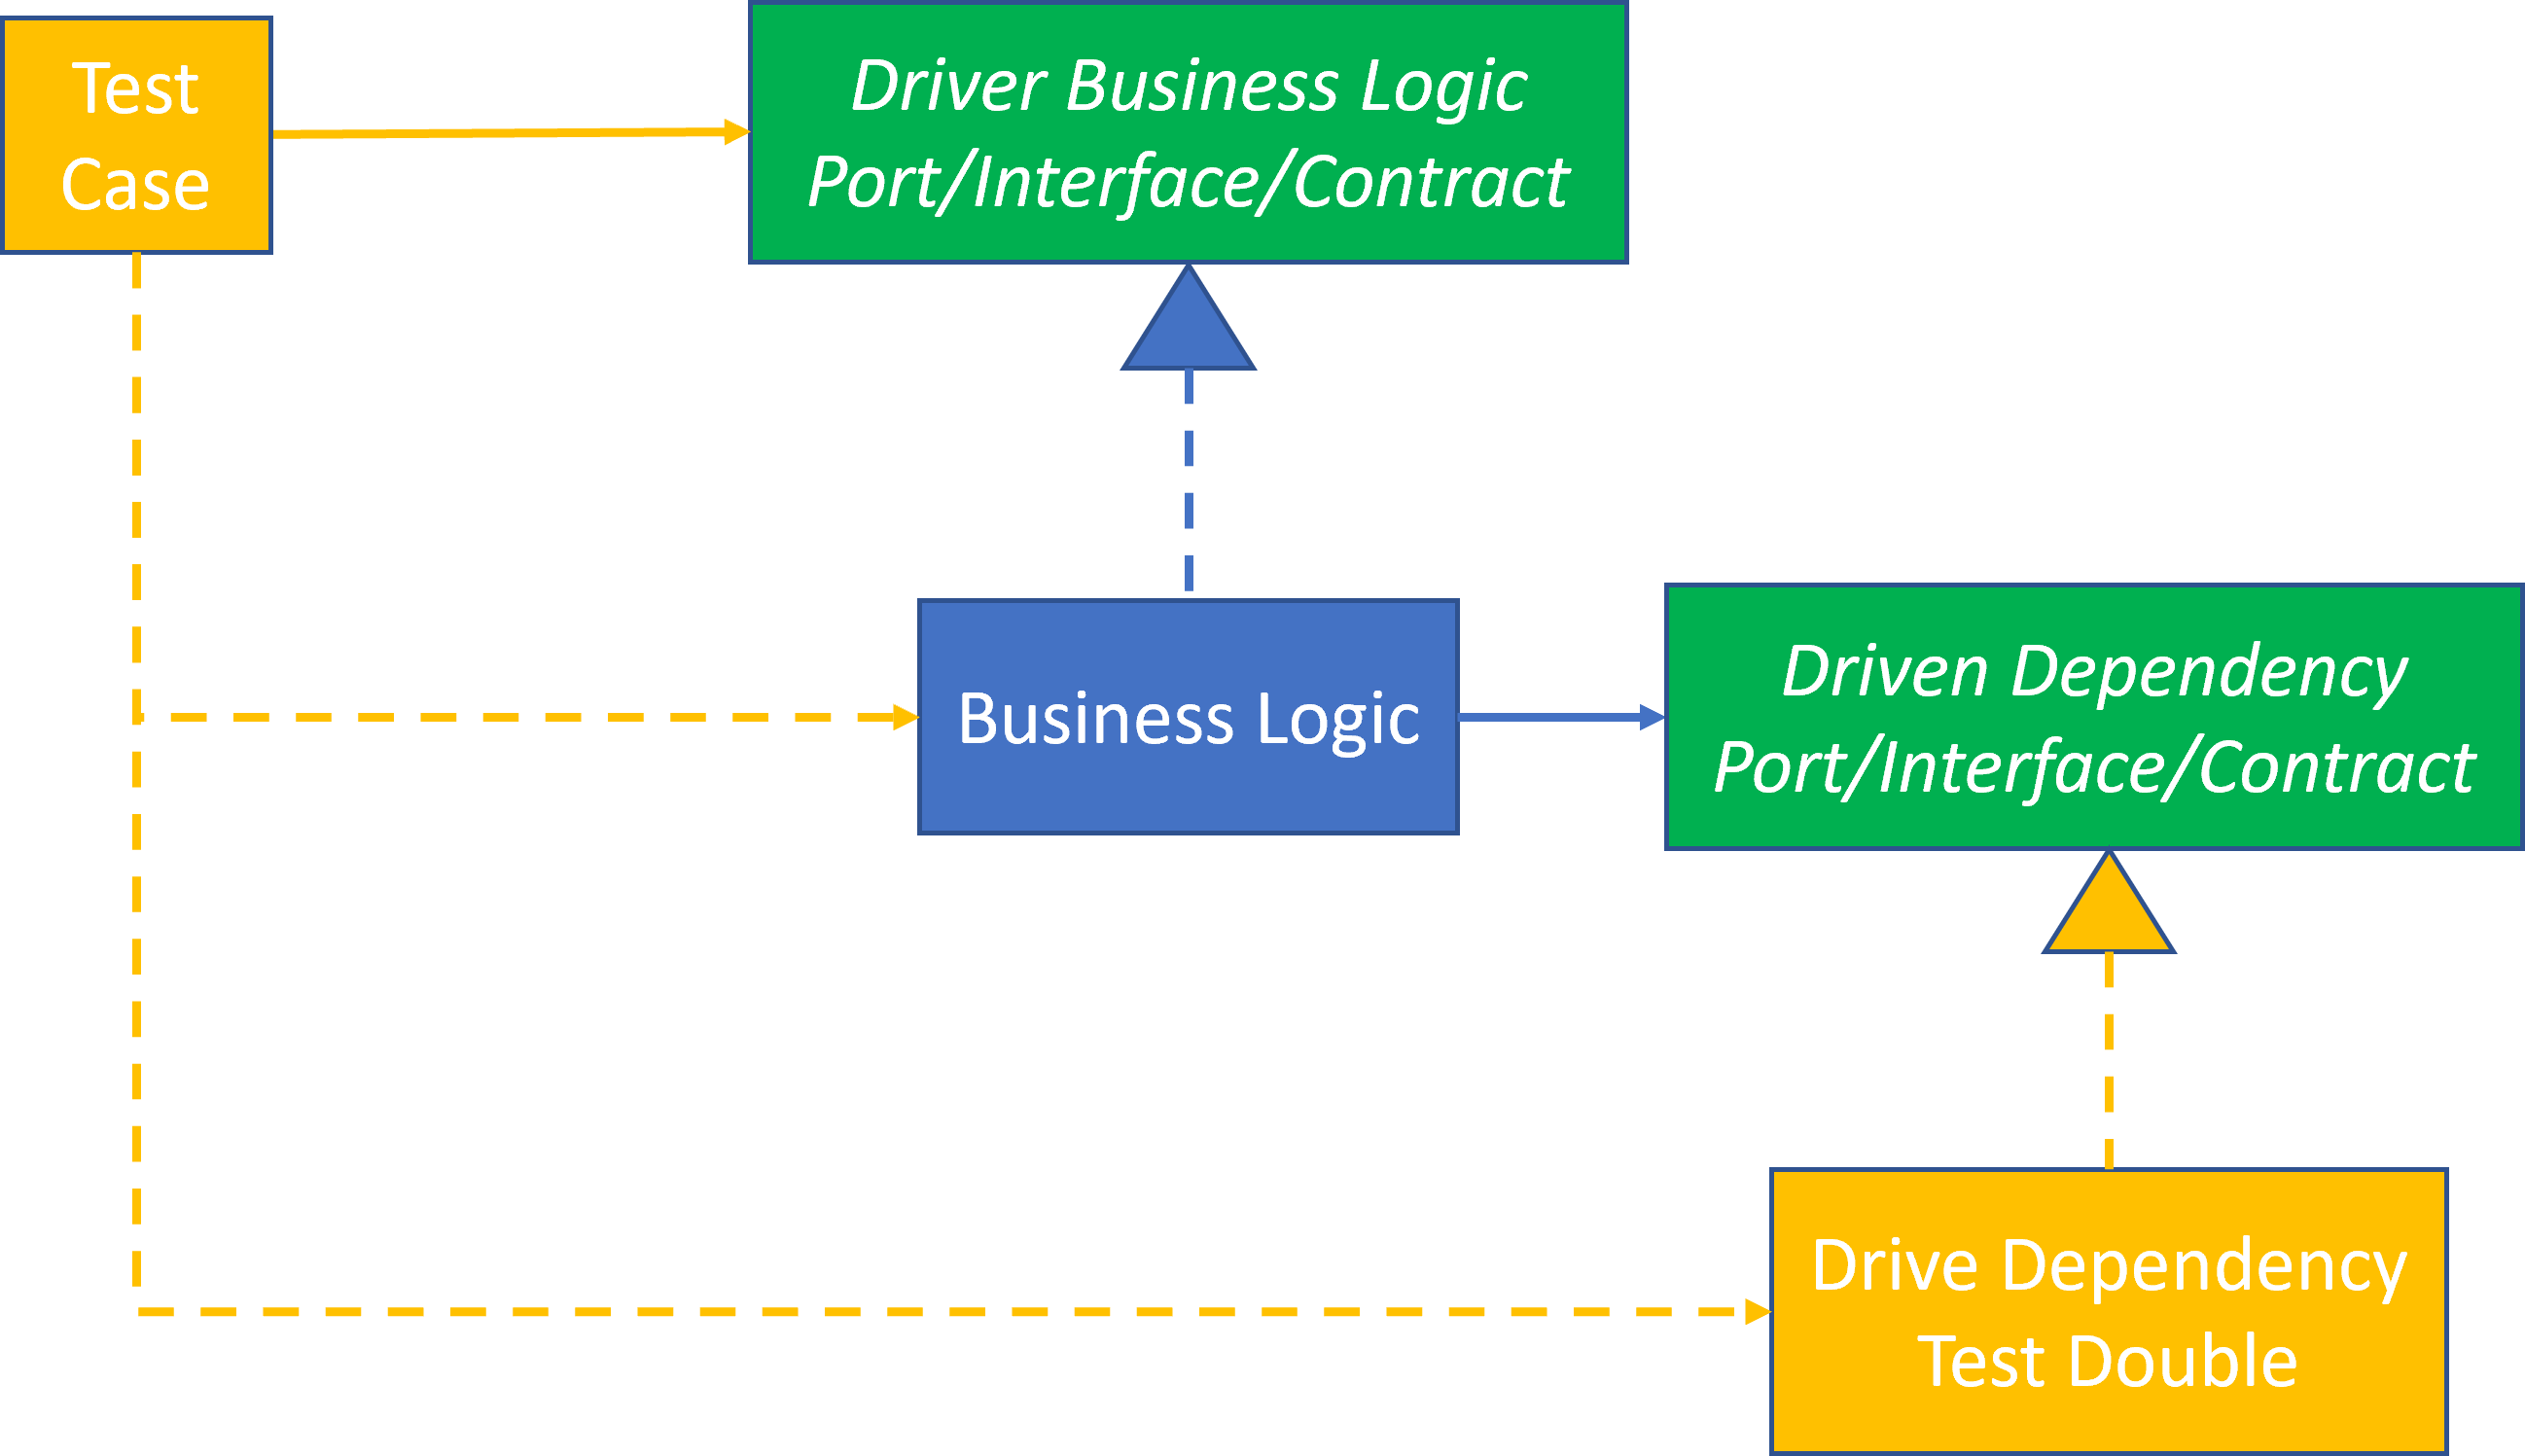 Test
Case
Driver Business Logic
Port/Interface/Contract
Business Logic
Driven Dependency
Port/Interface/Contract
Drive Dependency
Test Double